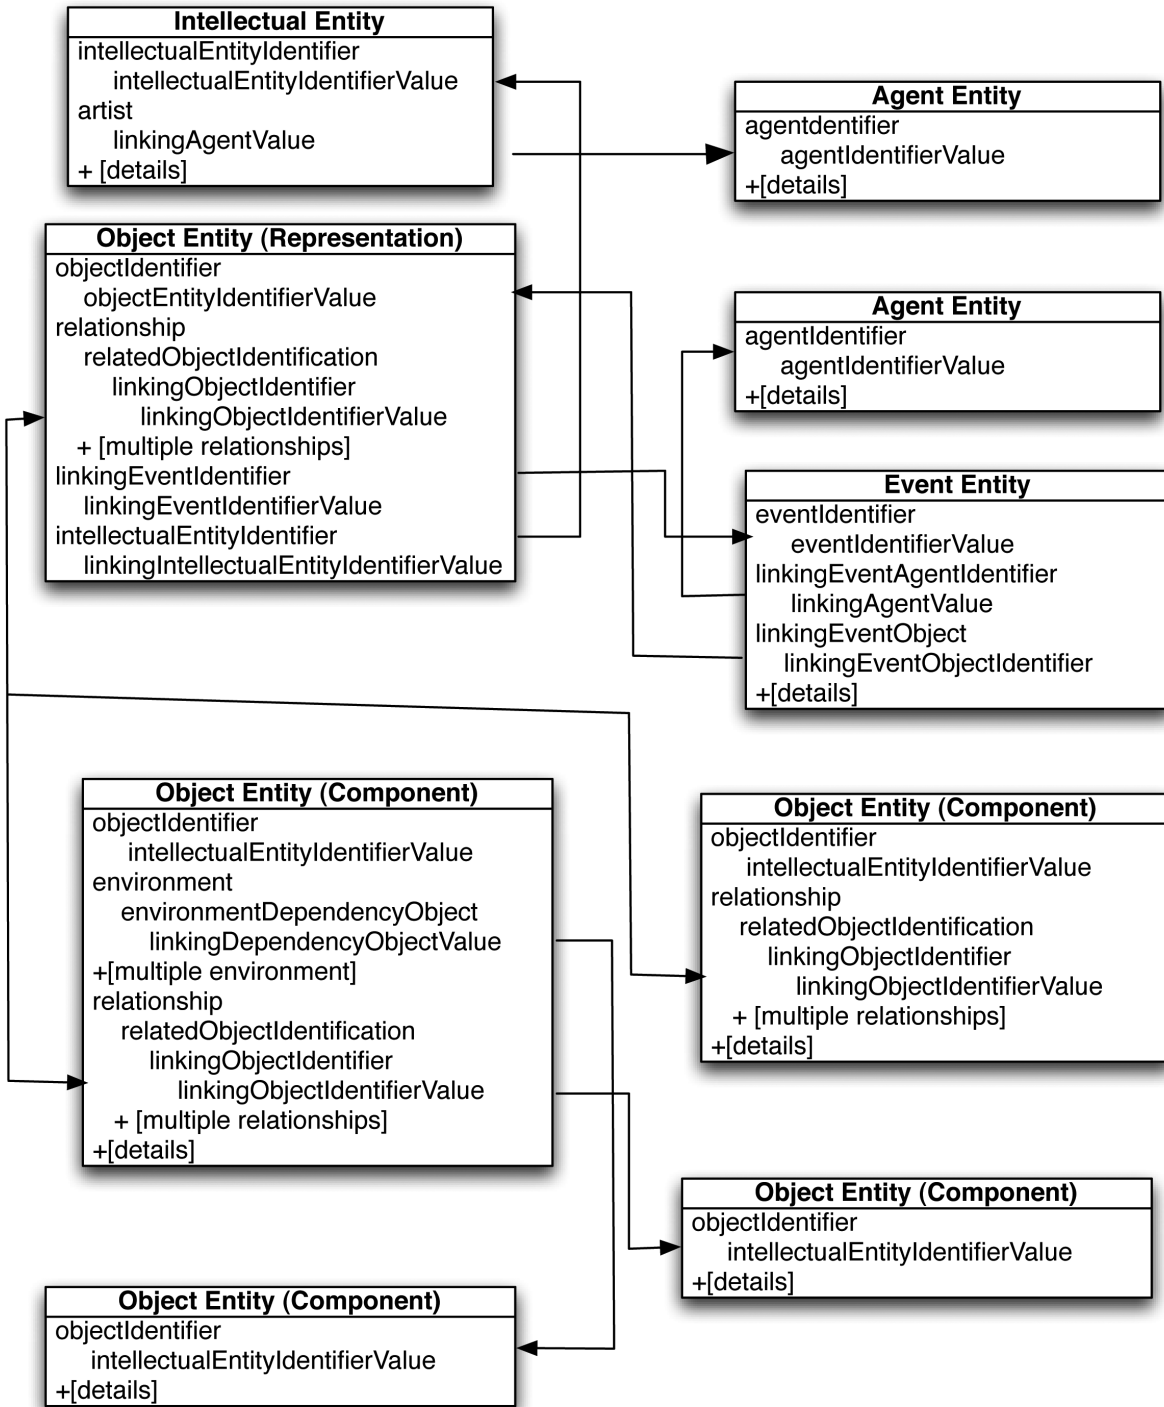 Intellectual Entity
intellectualEntityIdentifier
intellectualEntityIdentifierValue
artist
linkingAgentValue
+ [details]
Agent Entity
agentdentifier
agentIdentifierValue
+[details]
Object Entity (Representation)
objectIdentifier
objectEntityIdentifierValue
relationship
relatedObjectIdentification
linkingObjectIdentifier
linkingObjectIdentifierValue
+ [multiple relationships]
linkingEventIdentifier
linkingEventIdentifierValue
intellectualEntityIdentifier
linkingIntellectualEntityIdentifierValue
Agent Entity
agentIdentifier
agentIdentifierValue
+[details]
Event Entity
eventIdentifier
eventIdentifierValue
linkingEventAgentIdentifier
linkingAgentValue
linkingEventObject
linkingEventObjectIdentifier
+[details]
Object Entity (Component)
objectIdentifier
intellectualEntityIdentifierValue
environment
environmentDependencyObject
linkingDependencyObjectValue
+[multiple environment]
relationship
relatedObjectIdentification
linkingObjectIdentifier
linkingObjectIdentifierValue
+ [multiple relationships]
+[details]
Object Entity (Component)
objectIdentifier
intellectualEntityIdentifierValue
relationship
relatedObjectIdentification
linkingObjectIdentifier
linkingObjectIdentifierValue
+ [multiple relationships]
+[details]
Object Entity (Component)
objectIdentifier
intellectualEntityIdentifierValue
+[details]
Object Entity (Component)
objectIdentifier
intellectualEntityIdentifierValue
+[details]